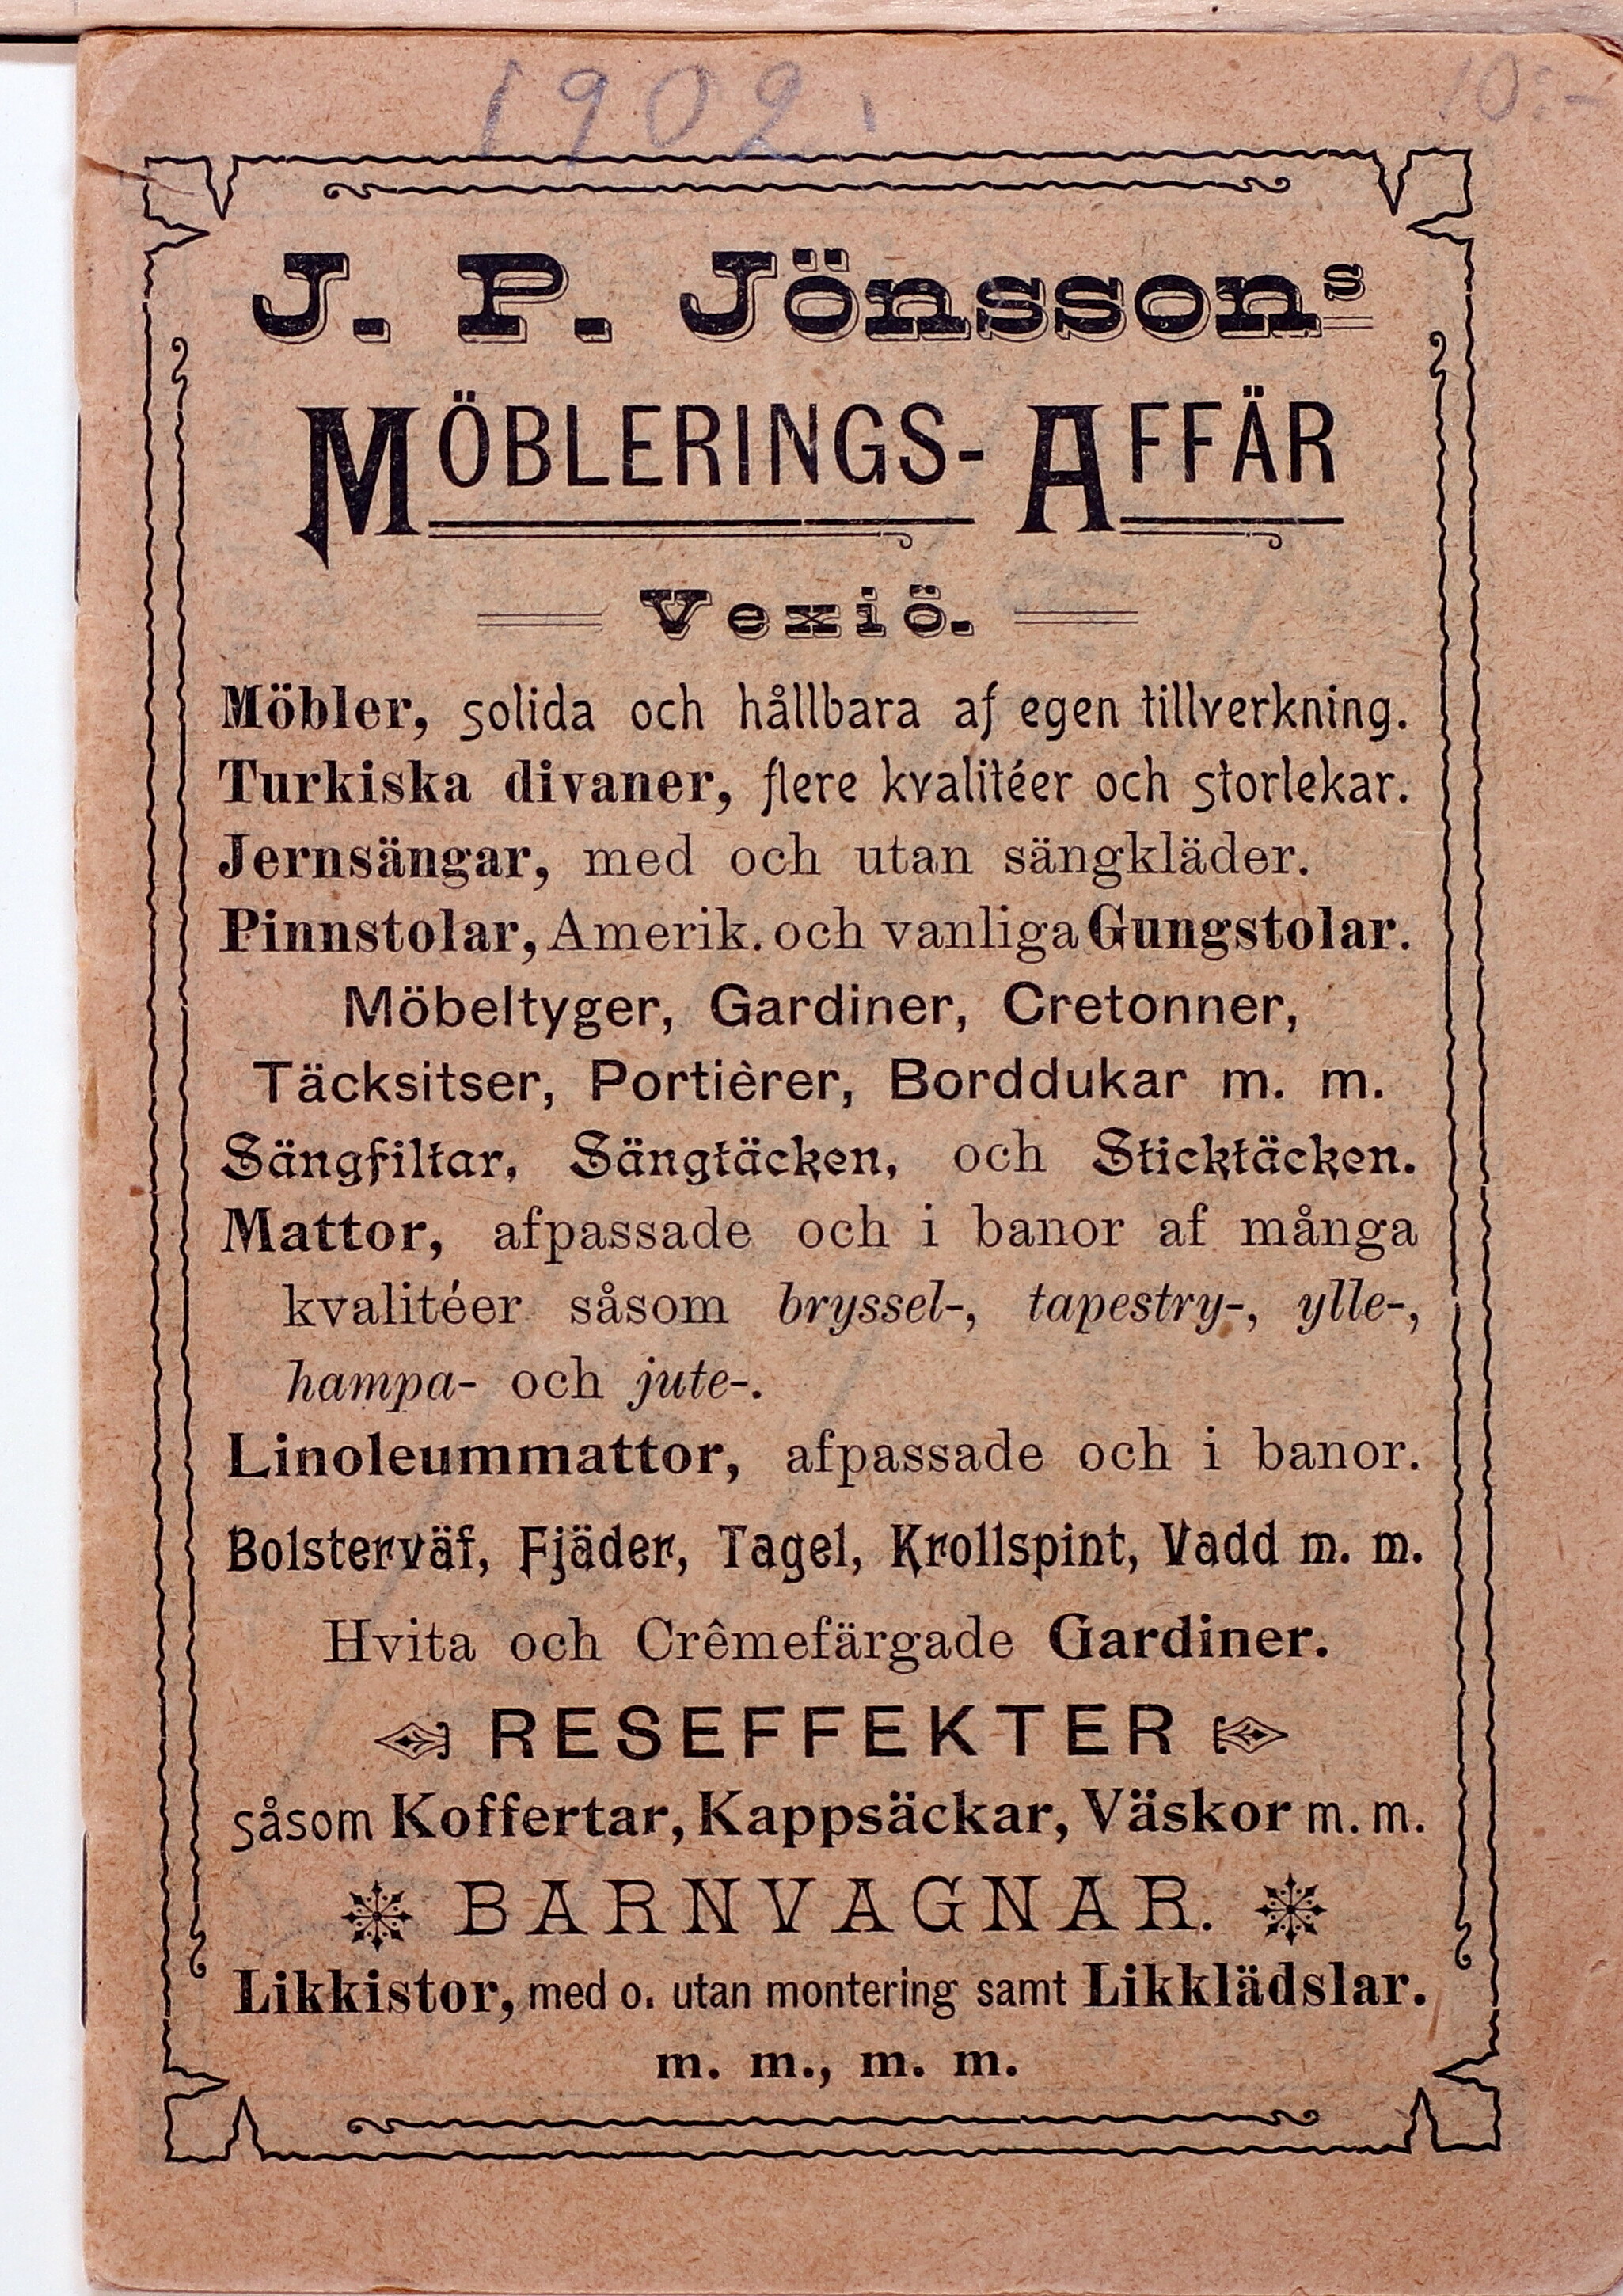 1902.
10:-
J. P. Jönssons
MÖBLERINGS-AFFÄR
Vexiö.
Möbler, solida och hållbara af egen tillverkning.
Turkiska divaner, flere kvalitéer och storlekar.
Jernsängar, med och utan sängkläder.
Pinnstolar, Amerik. och vanliga Gungstolar.
Möbeltyger, Gardiner, Cretonner,
Täcksitser, Portièrer, Borddukar m. m.
Sängfiltar, Sängtäcken, och Sticktäcken.
Mattor, afpassade och i banor af många
kvalitéer såsom bryssel-, tapestry-, ylle-,
hampa- och jute-.
Linoleummattor, afpassade och i banor.
Bolsterväf, Fjäder, Tagel, Krollspint, Vadd m. m.
Hvita och Crêmefärgade Gardiner.
RESEFFEKTER
såsom Koffertar, Kappsäckar, Väskor m. m.
BARNVAGNAR.
Likkistor, med o. utan montering samt Likklädslar.
m. m., m. m.